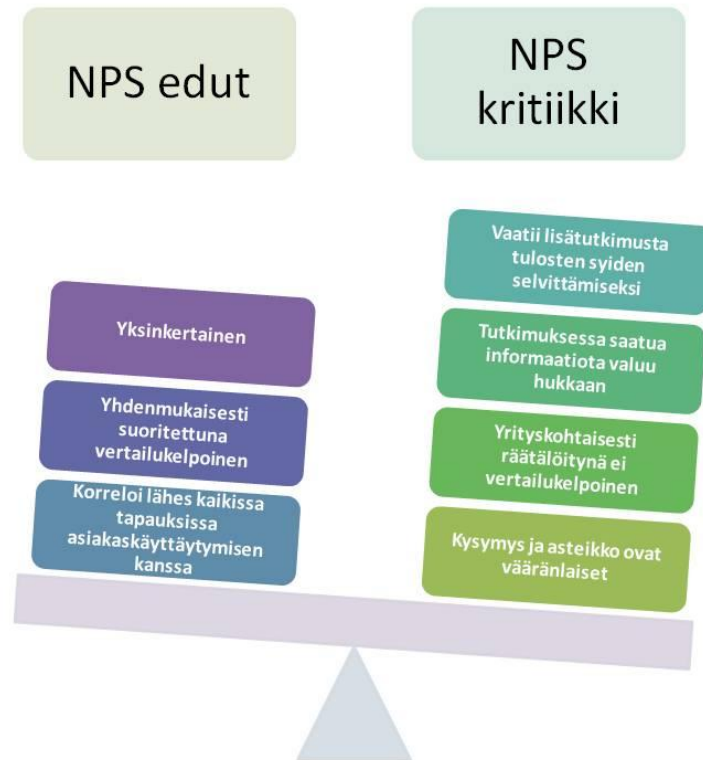 NPS edut
NPS
kritiikki
Yksinkertainen
Yhdenmukaisesti
suoritettuna
vertailukelpoinen
Korreloi lähes kaikissa
tapauksissa
asiakaskäyttäytymisen
kanssa
Vaatii lisätutkimusta
tulosten syiden
selvittämiseksi
Tutkimuksessa saatua
informaatiota valuu
hukkaan
Yrityskohtaisesti
räätälöitynä ei
vertailukelpoinen
Kysymys ja asteikko ovat
vääränlaiset